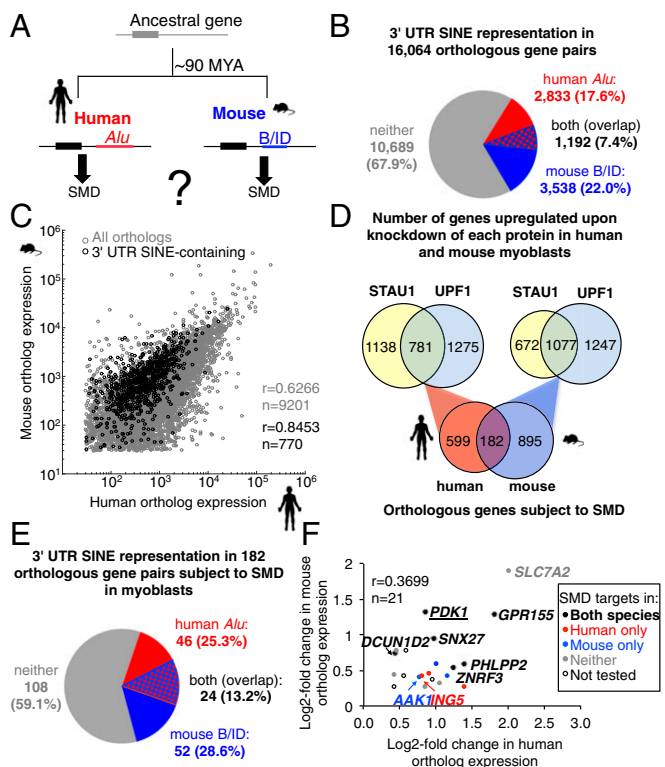 A
Ancestral gene
~90 MYA
Human
Alu
Mouse
B/ID
SMD
?
SMD
B
3' UTR SINE representation in
16,064 orthologous gene pairs
human Alu:
2,833 (17.6%)
neither
10,689
(67.9%)
both (overlap)
1,192 (7.4%)
mouse B/ID:
3,538 (22.0%)
C
All orthologs
3' UTR SINE-containing
10^6
10^5
10^4
10^3
10^2
10^1
Mouse ortholog expression
r=0.6266
n=9201
r=0.8453
n=770
10^2
10^3
10^4
10^5
10^6
Human ortholog expression
D
Number of genes upregulated upon
knockdown of each protein in human
and mouse myoblasts
STAU1 UPF1
STAU1 UPF1
1138 781 1275
672 1077 1247
599 182 895
human mouse
Orthologous genes subject to SMD
E
3' UTR SINE representation in 182
orthologous gene pairs subject to SMD
in myoblasts
human Alu:
46 (25.3%)
neither
108
(59.1%)
both (overlap):
24 (13.2%)
mouse B/ID:
52 (28.6%)
F
Log2-fold change in mouse
ortholog expression
2
1.5
1
0.5
0
r=0.3699
n=21
SLC7A2
PDK1
GPR155
DCUN1D2
SNX27
PHLPP2
ZNRF3
AAK1
ING5
SMD targets in:
Both species
Human only
Mouse only
Neither
Not tested
0.0 0.5 1.0 1.5 2.0 2.5 3.0
Log2-fold change in human
ortholog expression